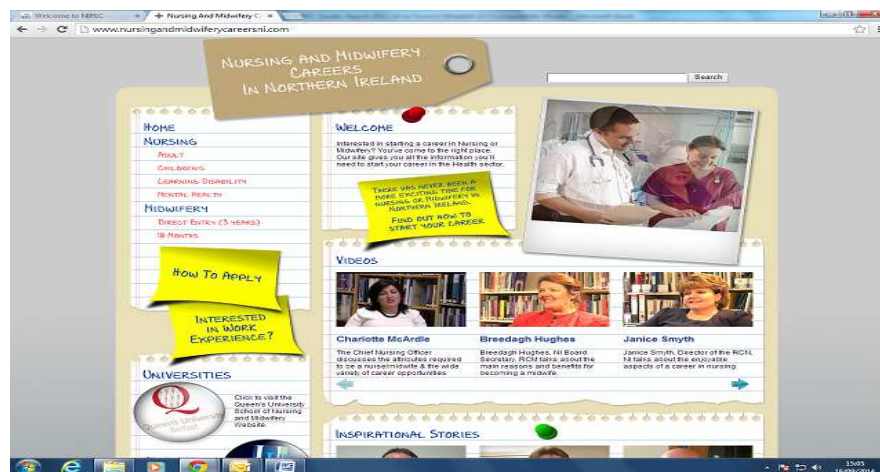 Welcome to NIPEC
Nursing And Midwifery C
www.nursingandmidwiferycareersni.com
NURSING AND MIDWIFERY
CAREERS
IN NORTHERN IRELAND
Search
HOME
NURSING
ADULT
CHILDREN'S
LEARNING DISABILITY
MENTAL HEALTH
MIDWIFERY
DIRECT ENTRY (3 YEARS)
18 MONTHS
HOW TO APPLY
INTERESTED
IN WORK
EXPERIENCE?
UNIVERSITIES
Click to visit the
Queen's University
School of Nursing
and Midwifery
Website.
Queen's University
Belfast
WELCOME
Interested in starting a career in Nursing or
Midwifery? You've come to the right place.
Our site gives you all the information you'll
need to start your career in the Health sector.
THERE HAS NEVER BEEN A
MORE EXCITING TIME FOR
NURSING OR MIDWIFERY IN
NORTHERN IRELAND.
FIND OUT HOW TO
START YOUR CAREER
VIDEOS
Charlotte McArdle
The Chief Nursing Officer
discusses the attributes required
to be a nurse/midwife & the wide
variety of career opportunities
Breedagh Hughes
Breedagh Hughes, NI Board
Secretary, RCM talks about the
main reasons and benefits for
becoming a midwife.
Janice Smyth
Janice Smyth, Director of the RCN,
NI talks about the enjoyable
aspects of a career in nursing.
INSPIRATIONAL STORIES
15:05
16/09/2014